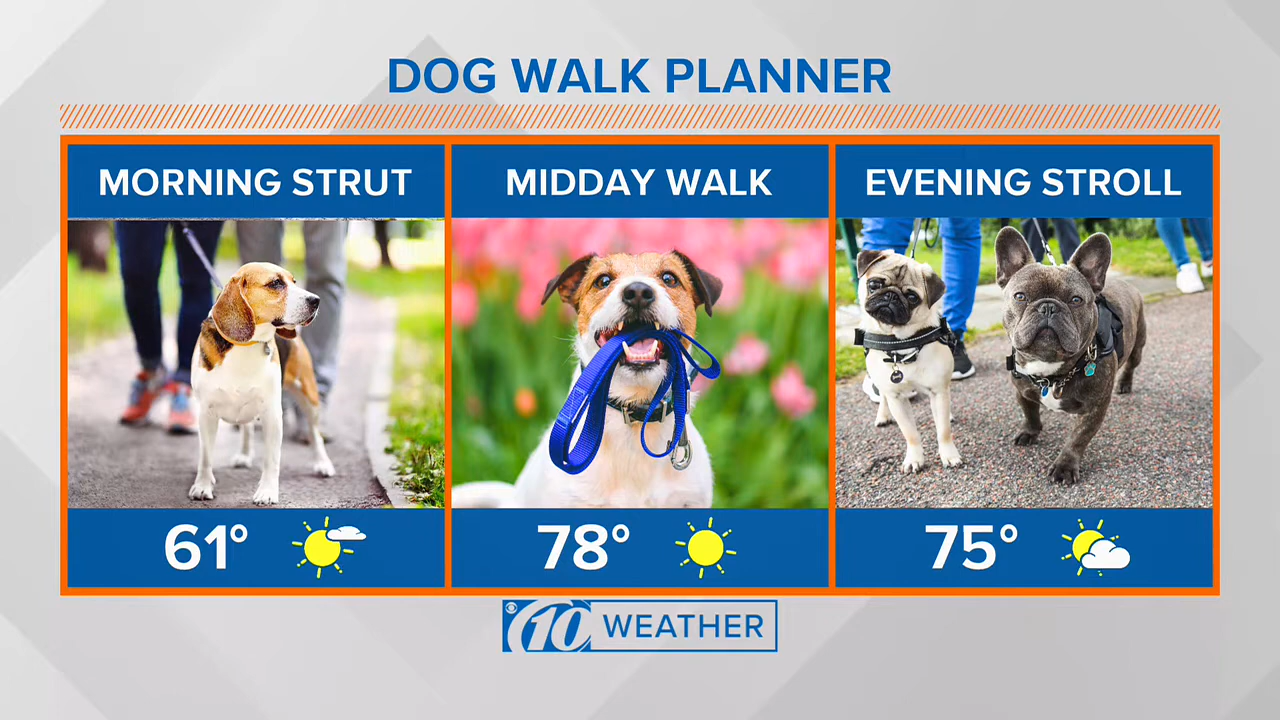 DOG WALK PLANNER
MORNING STRUT
MIDDAY WALK
EVENING STROLL
61°
78°
75°
10 WEATHER